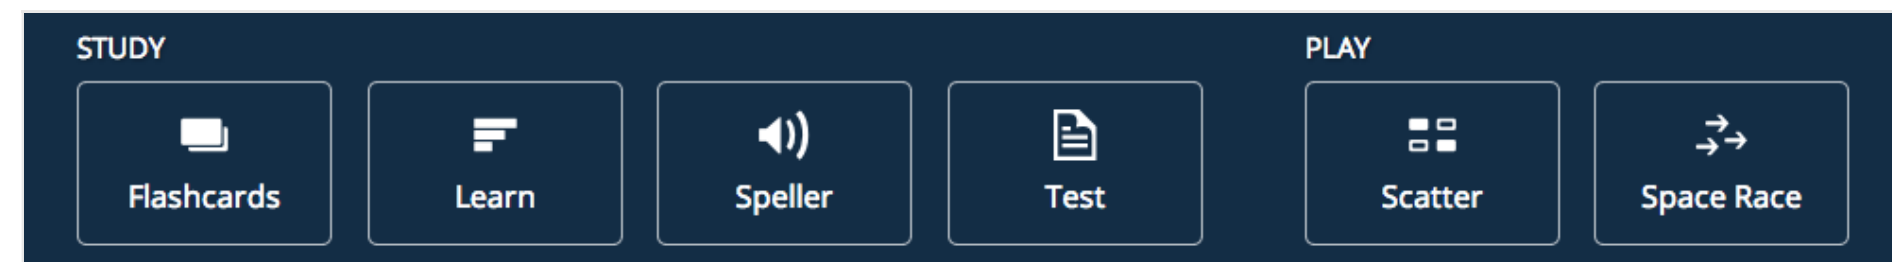 STUDY
PLAY
Flashcards
Learn
Speller
Test
Scatter
Space Race